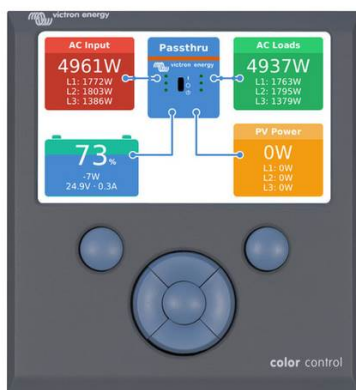 victron energy
AC Input
4961W
L1: 1772W
L2: 1803W
L3: 1386W
Passthru
victron energy
AC Loads
4937W
L1: 1763W
L2: 1795W
L3: 1379W
73%
-7W
24.9V · 0.3A
PV Power
0W
L1: 0W
L2: 0W
L3: 0W
color control